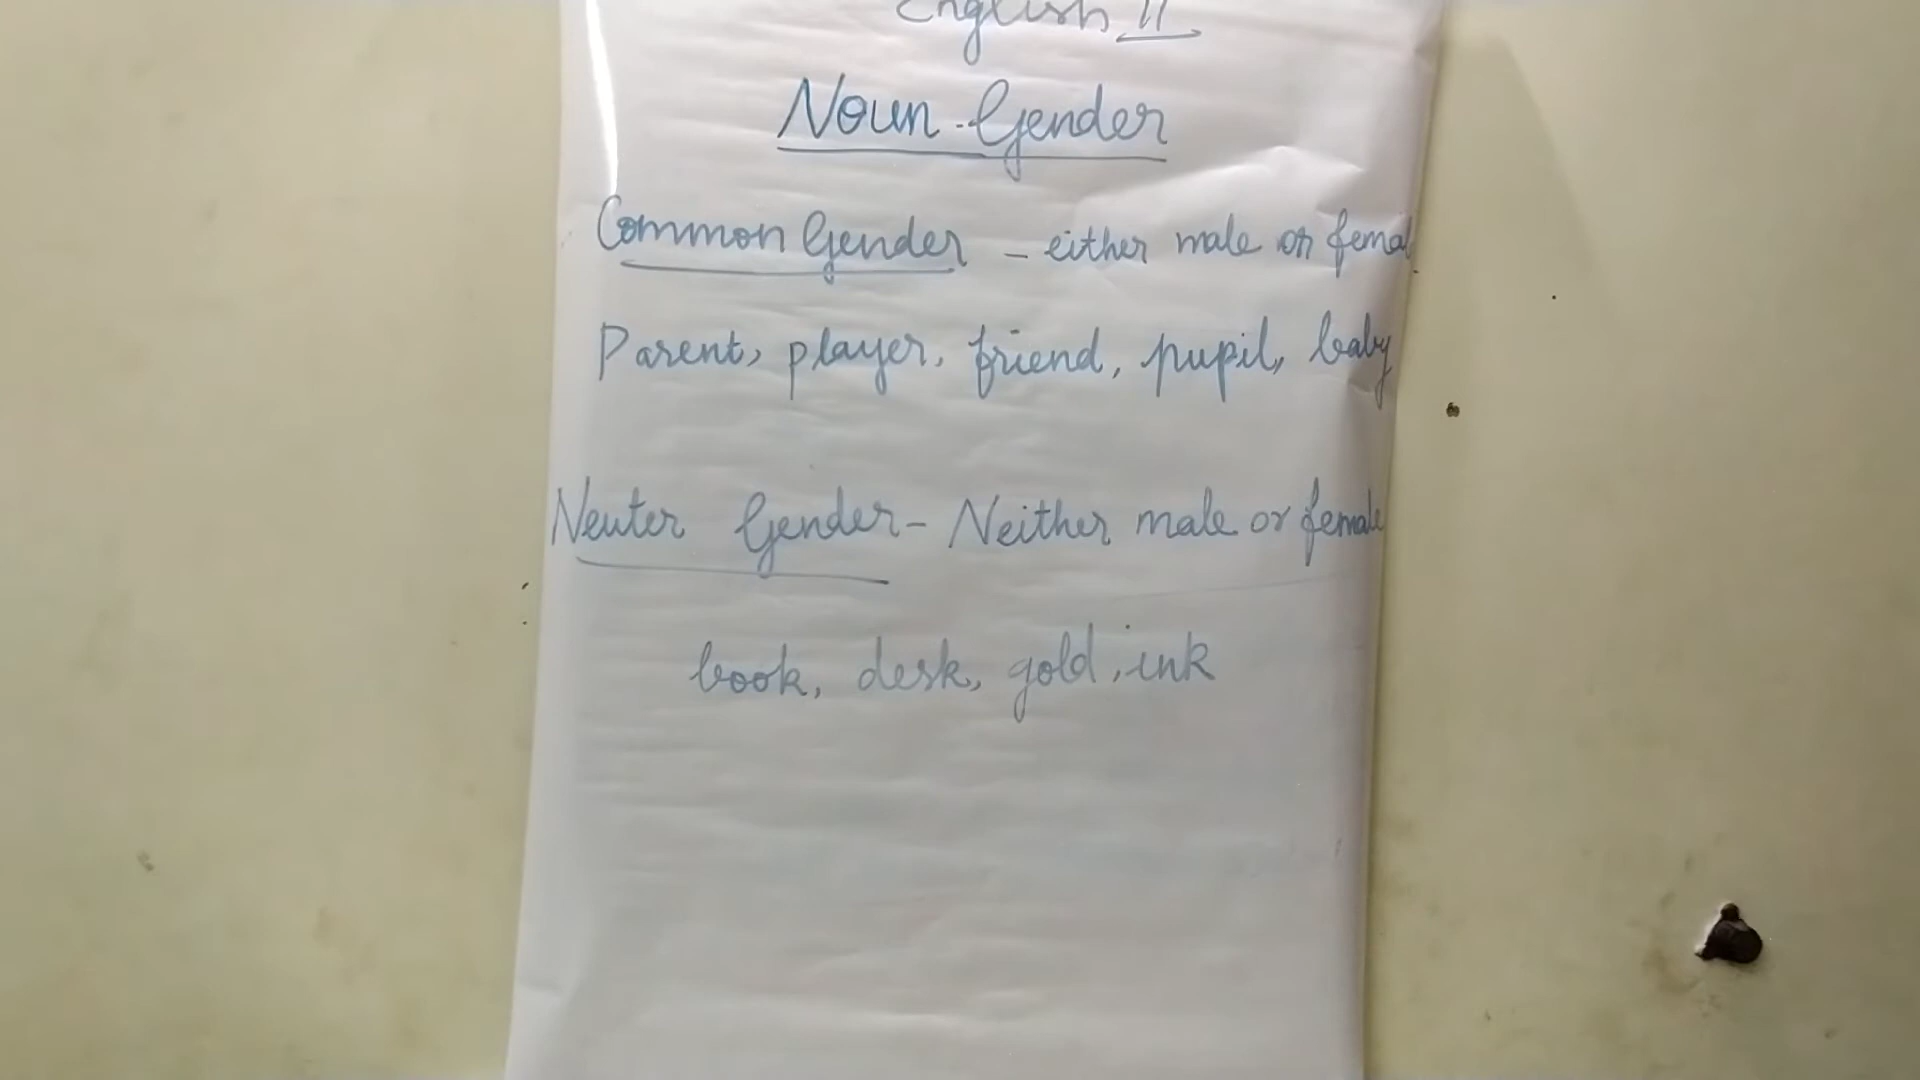 English II
Noun-Gender
Common Gender - either male or femal
Parent, player, friend, pupil, baby
Neuter Gender - Neither male or female
book, desk, gold, ink